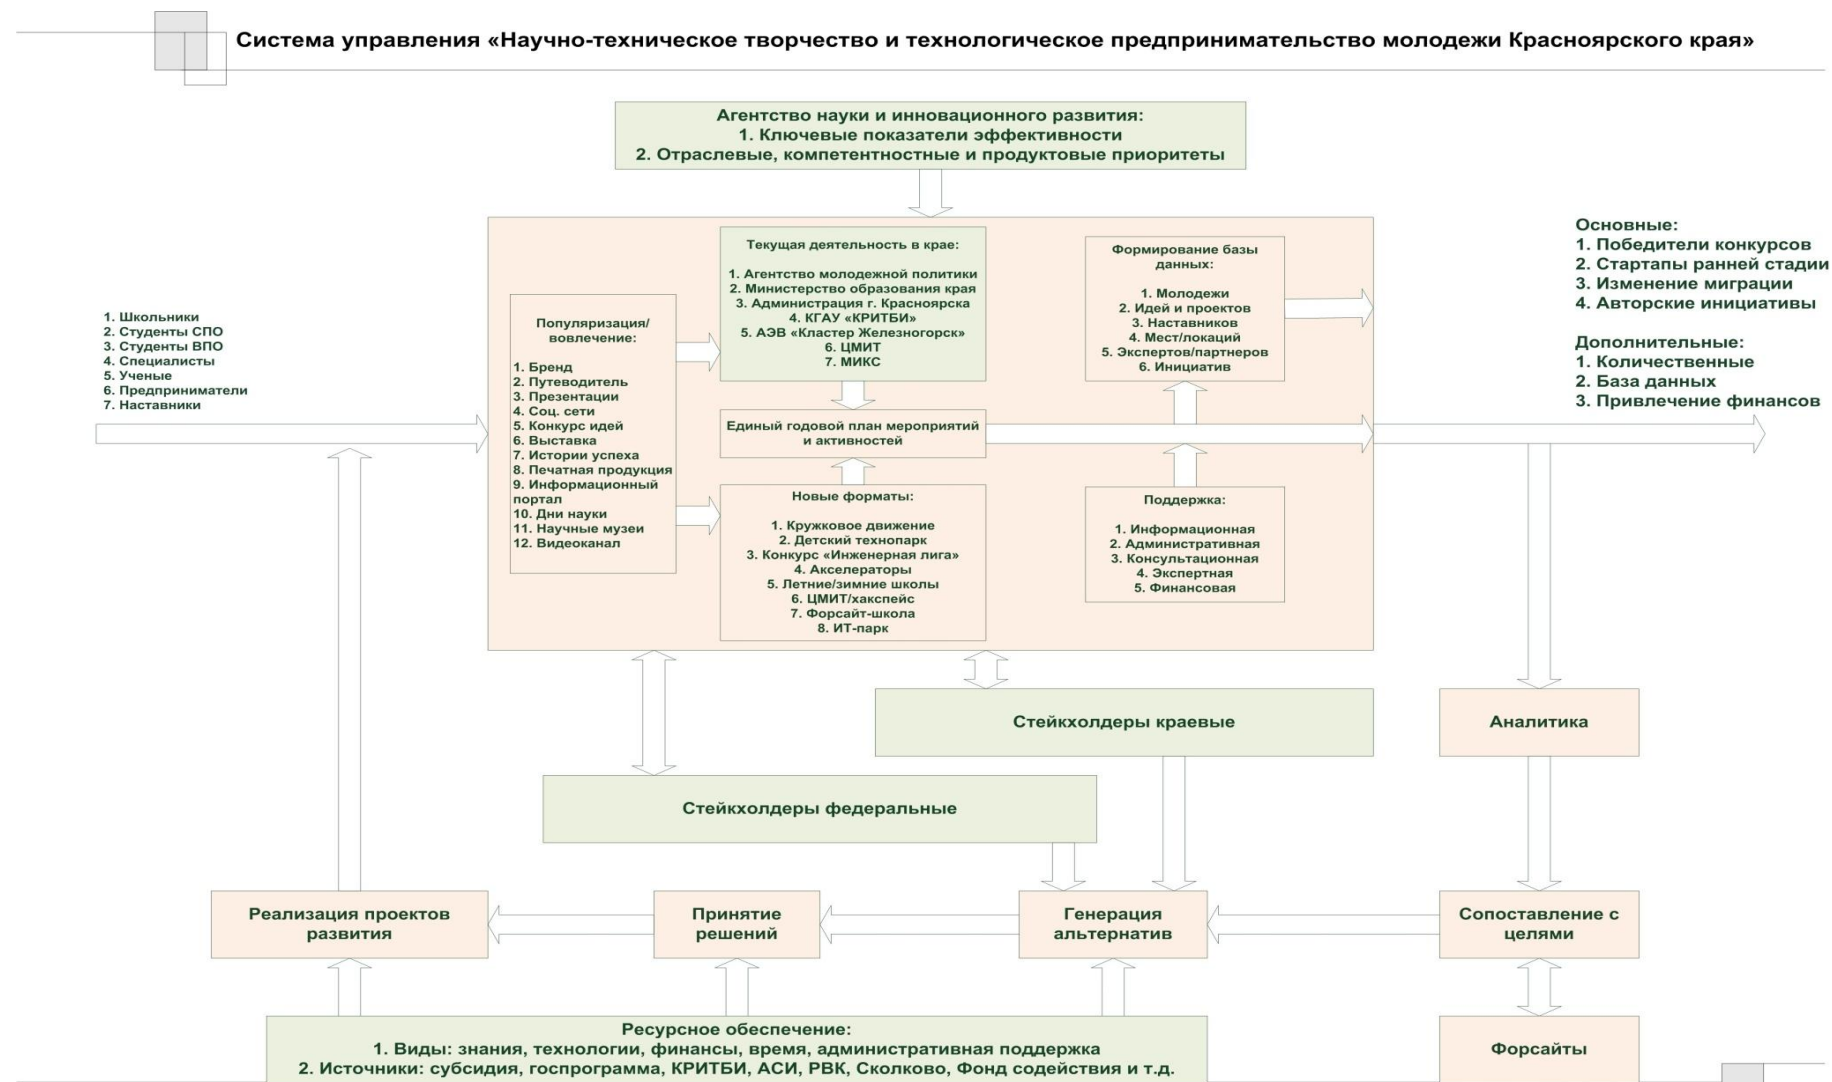 Система управления «Научно-техническое творчество и технологическое предпринимательство молодежи Красноярского края»
Агентство науки и инновационного развития:
1. Ключевые показатели эффективности
2. Отраслевые, компетентностные и продуктовые приоритеты
1. Школьники
2. Студенты СПО
3. Студенты ВПО
4. Специалисты
5. Ученые
6. Предприниматели
7. Наставники
Популяризация/
вовлечение:
1. Бренд
2. Путеводитель
3. Презентации
4. Соц. сети
5. Конкурс идей
6. Выставка
7. Истории успеха
8. Печатная продукция
9. Информационный
портал
10. Дни науки
11. Научные музеи
12. Видеоканал
Текущая деятельность в крае:
1. Агентство молодежной политики
2. Министерство образования края
3. Администрация г. Красноярска
4. КГАУ «КРИТБИ»
5. АЭВ «Кластер Железногорск»
6. ЦМИТ
7. МИКС
Единый годовой план мероприятий
и активностей
Новые форматы:
1. Кружковое движение
2. Детский технопарк
3. Конкурс «Инженерная лига»
4. Акселераторы
5. Летние/зимние школы
6. ЦМИТ/хакспейс
7. Форсайт-школа
8. ИТ-парк
Формирование базы
данных:
1. Молодежи
2. Идей и проектов
3. Наставников
4. Мест/локаций
5. Экспертов/партнеров
6. Инициатив
Поддержка:
1. Информационная
2. Административная
3. Консультационная
4. Экспертная
5. Финансовая
Основные:
1. Победители конкурсов
2. Стартапы ранней стадии
3. Изменение миграции
4. Авторские инициативы
Дополнительные:
1. Количественные
2. База данных
3. Привлечение финансов
Стейкхолдеры краевые
Аналитика
Стейкхолдеры федеральные
Реализация проектов
развития
Принятие
решений
Генерация
альтернатив
Сопоставление с
целями
Ресурсное обеспечение:
1. Виды: знания, технологии, финансы, время, административная поддержка
2. Источники: субсидия, госпрограмма, КРИТБИ, АСИ, РВК, Сколково, Фонд содействия и т.д.
Форсайты